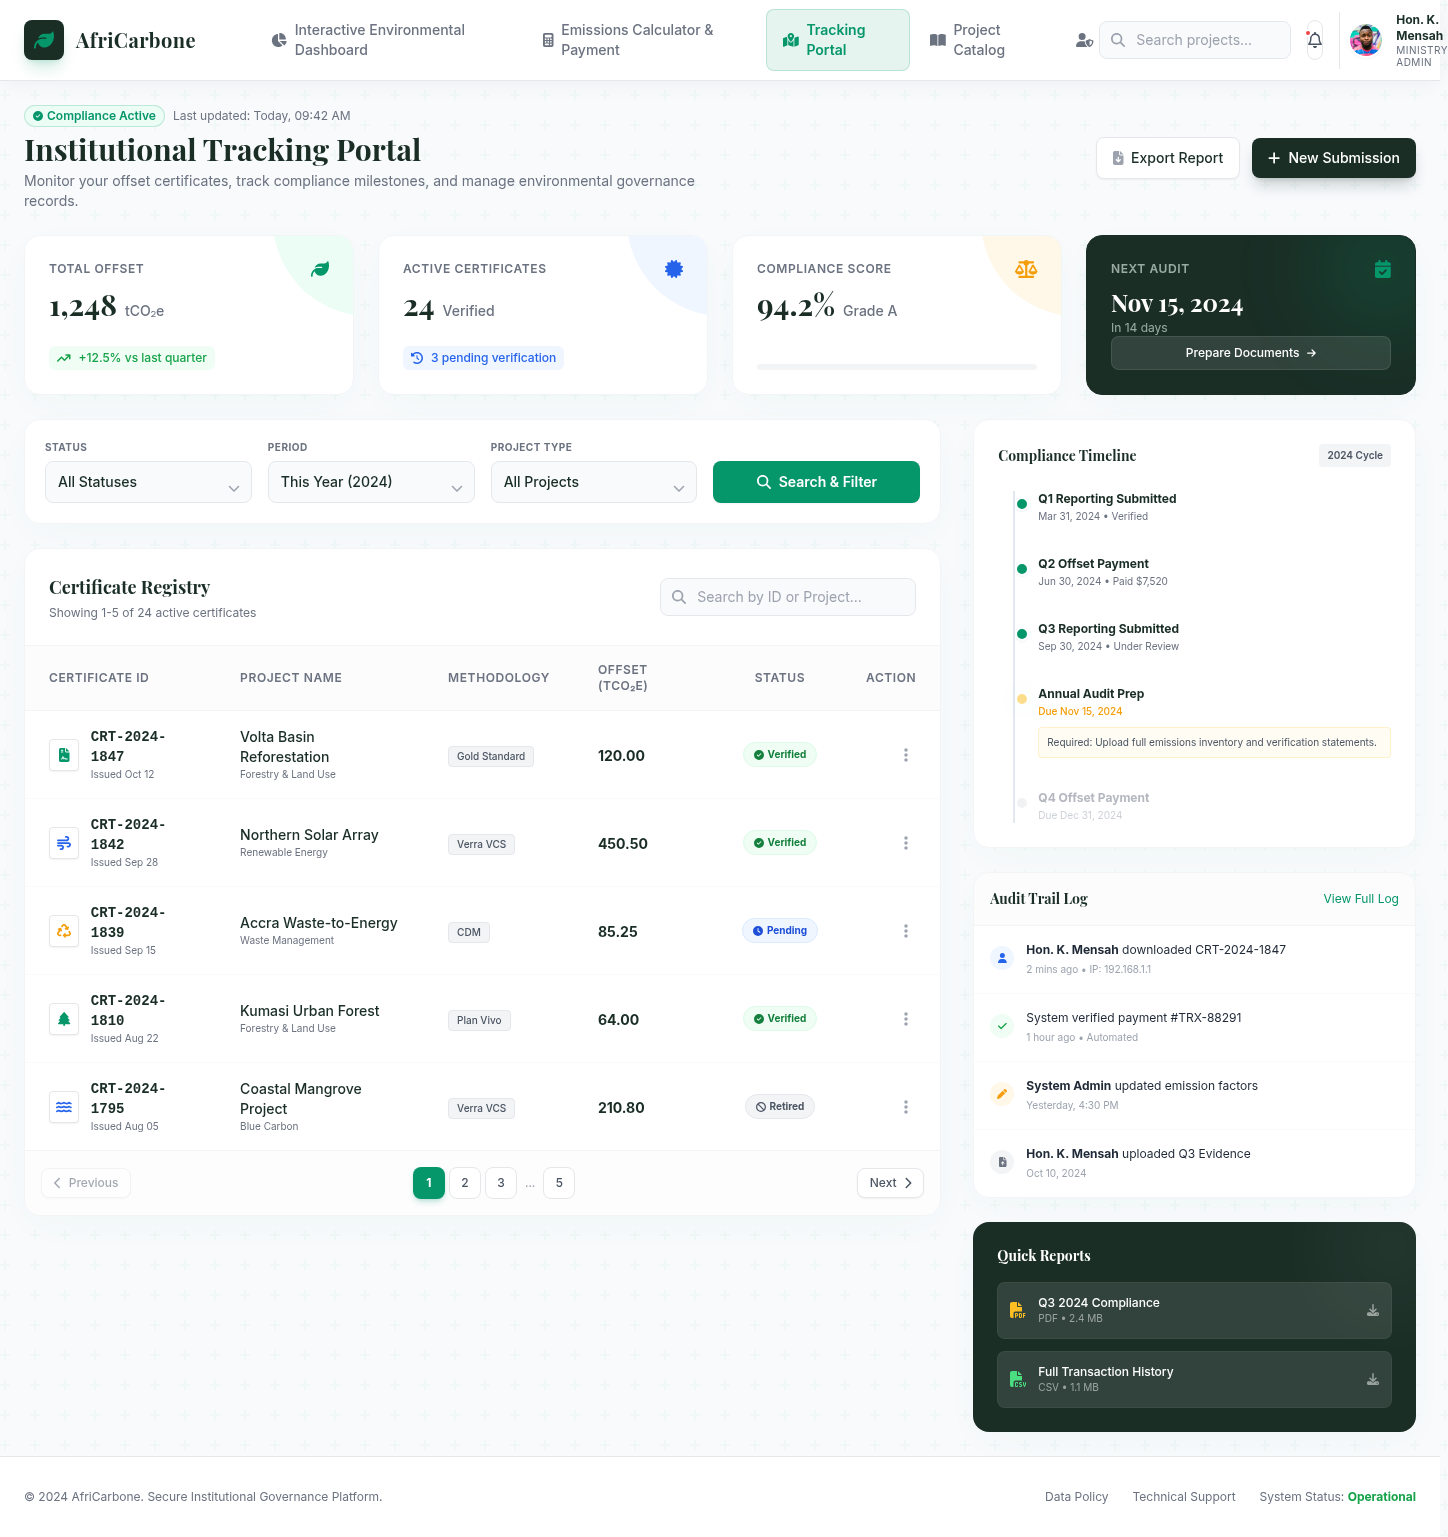 AfriCarbone
Interactive Environmental
Dashboard
Emissions Calculator &
Payment
Tracking
Portal
Project
Catalog
Search projects...
Hon. K.
Mensah
MINISTRY
ADMIN
Compliance Active
Last updated: Today, 09:42 AM
Institutional Tracking Portal
Monitor your offset certificates, track compliance milestones, and manage environmental governance
records.
Export Report
New Submission
TOTAL OFFSET
1,248 tCO₂e
+12.5% vs last quarter
ACTIVE CERTIFICATES
24 Verified
3 pending verification
COMPLIANCE SCORE
94.2% Grade A
NEXT AUDIT
Nov 15, 2024
In 14 days
Prepare Documents
STATUS
All Statuses
PERIOD
This Year (2024)
PROJECT TYPE
All Projects
Search & Filter
Certificate Registry
Showing 1-5 of 24 active certificates
Search by ID or Project...
CERTIFICATE ID
PROJECT NAME
METHODOLOGY
OFFSET
(TCO₂E)
STATUS
ACTION
CRT-2024-
1847
Issued Oct 12
Volta Basin
Reforestation
Forestry & Land Use
Gold Standard
120.00
Verified
CRT-2024-
1842
Issued Sep 28
Northern Solar Array
Renewable Energy
Verra VCS
450.50
Verified
CRT-2024-
1839
Issued Sep 15
Accra Waste-to-Energy
Waste Management
CDM
85.25
Pending
CRT-2024-
1810
Issued Aug 22
Kumasi Urban Forest
Forestry & Land Use
Plan Vivo
64.00
Verified
CRT-2024-
1795
Issued Aug 05
Coastal Mangrove
Project
Blue Carbon
Verra VCS
210.80
Retired
Previous
1
2
3
...
5
Next
Compliance Timeline
2024 Cycle
Q1 Reporting Submitted
Mar 31, 2024 • Verified
Q2 Offset Payment
Jun 30, 2024 • Paid $7,520
Q3 Reporting Submitted
Sep 30, 2024 • Under Review
Annual Audit Prep
Due Nov 15, 2024
Required: Upload full emissions inventory and verification statements.
Q4 Offset Payment
Due Dec 31, 2024
Audit Trail Log
View Full Log
Hon. K. Mensah downloaded CRT-2024-1847
2 mins ago • IP: 192.168.1.1
System verified payment #TRX-88291
1 hour ago • Automated
System Admin updated emission factors
Yesterday, 4:30 PM
Hon. K. Mensah uploaded Q3 Evidence
Oct 10, 2024
Quick Reports
PDF
Q3 2024 Compliance
PDF • 2.4 MB
CSV
Full Transaction History
CSV • 1.1 MB
© 2024 AfriCarbone. Secure Institutional Governance Platform.
Data Policy
Technical Support
System Status: Operational